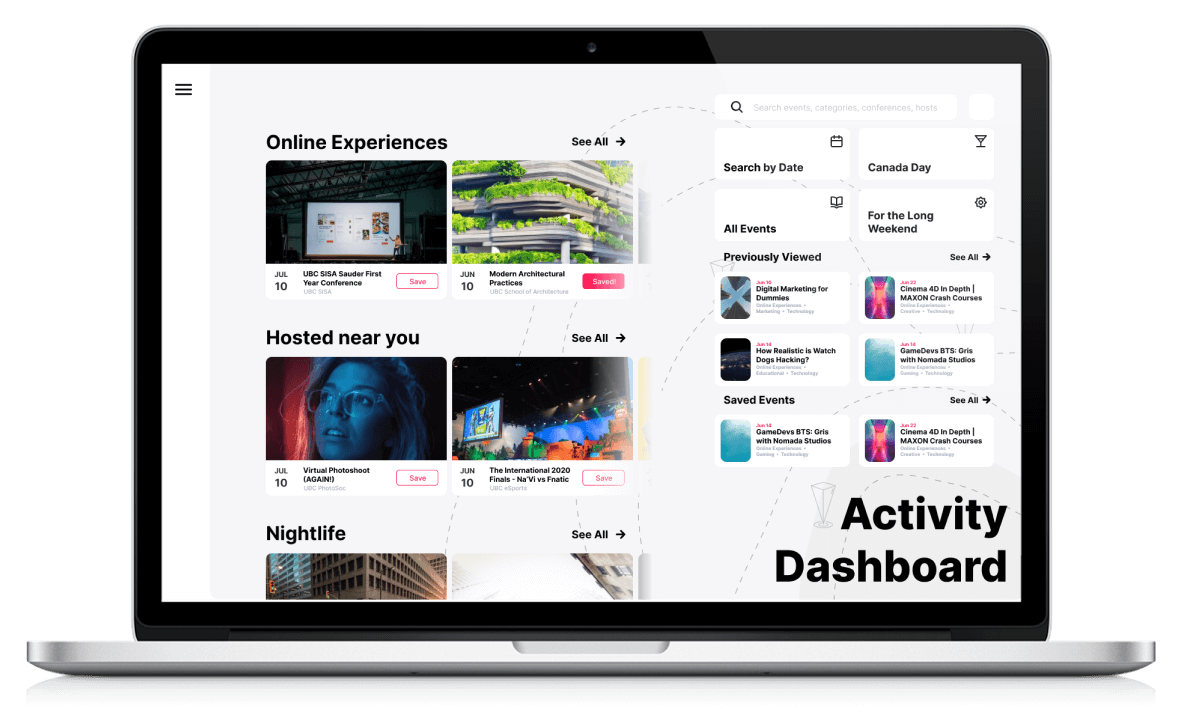 Online Experiences
See All
JUL
10
UBC SISA Sauder First
Year Conference
UBC SISA
Save
JUN
10
Modern Architectural
Practices
UBC School of Architecture
Saved!
Hosted near you
See All
JUL
10
Virtual Photoshoot
(AGAIN!)
UBC PhotoSoc
Save
JUN
10
The International 2020
Finals - Na'Vi vs Fnatic
UBC eSports
Save
Nightlife
See All
Search events, categories, conferences, hosts
Search by Date
Canada Day
All Events
For the Long
Weekend
Previously Viewed
See All
Jun 10
Digital Marketing for
Dummies
Online Experiences •
Marketing • Technology
Jun 22
Cinema 4D In Depth |
MAXON Crash Courses
Online Experiences •
Creative • Technology
Jun 14
How Realistic is Watch
Dogs Hacking?
Online Experiences •
Educational • Technology
Jun 14
GameDevs BTS: Gris
with Nomada Studios
Online Experiences •
Gaming • Technology
Saved Events
See All
Jun 14
GameDevs BTS: Gris
with Nomada Studios
Online Experiences •
Gaming • Technology
Jun 22
Cinema 4D In Depth |
MAXON Crash Courses
Online Experiences •
Creative • Technology
Activity
Dashboard